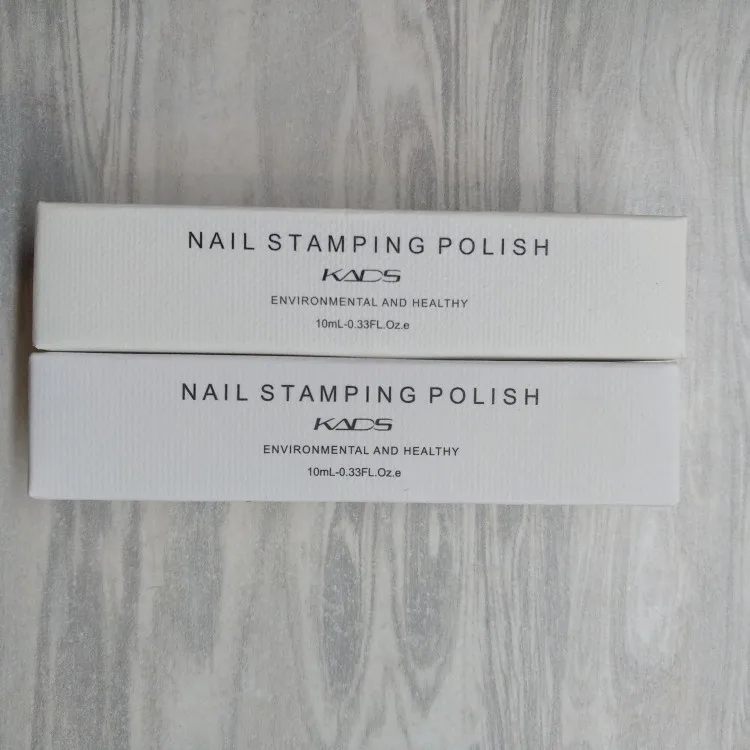 NAIL STAMPING POLISH
KADS
ENVIRONMENTAL AND HEALTHY
10mL-0.33FL.Oz.e
NAIL STAMPING POLISH
KADS
ENVIRONMENTAL AND HEALTHY
10mL-0.33FL.Oz.e